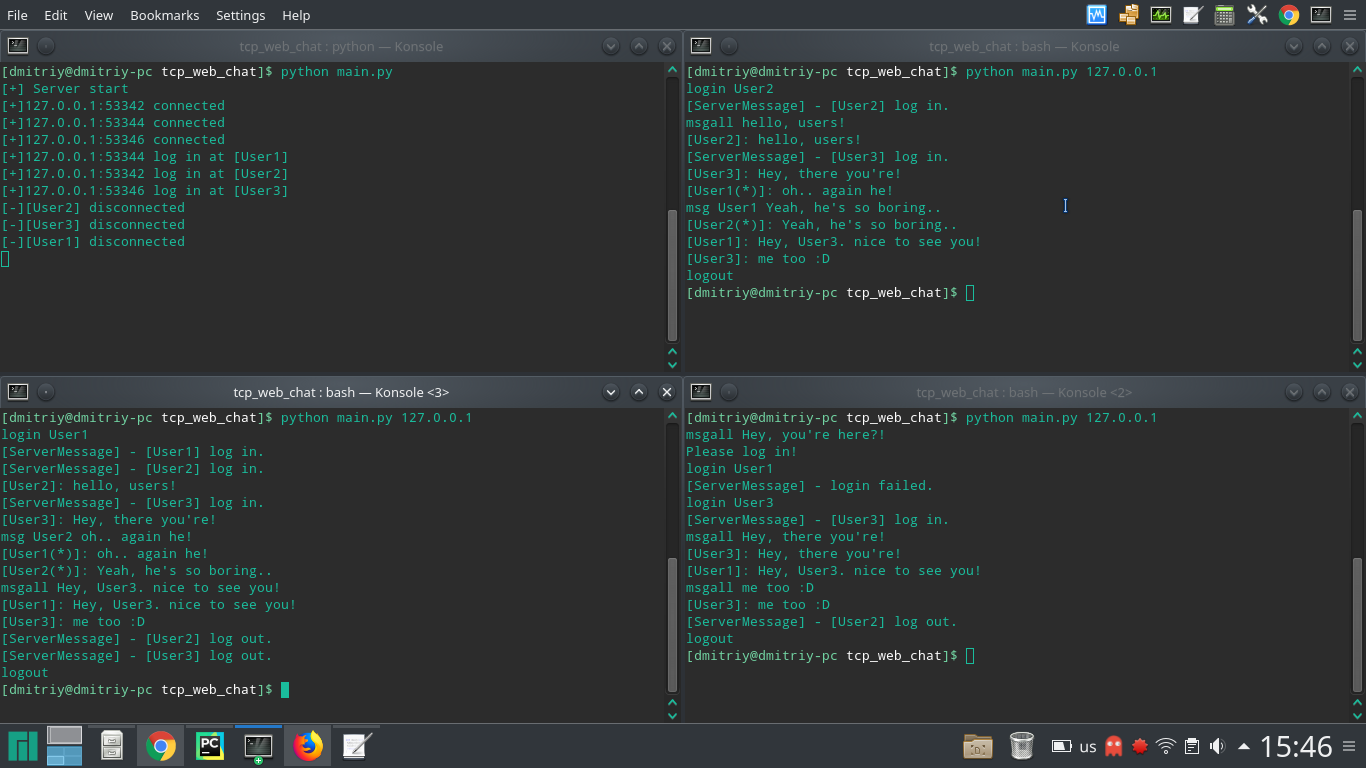 File Edit View Bookmarks Settings Help
tcp_web_chat : python — Konsole
[dmitriy@dmitriy-pc tcp_web_chat]$ python main.py
[+] Server start
[+]127.0.0.1:53342 connected
[+]127.0.0.1:53344 connected
[+]127.0.0.1:53346 connected
[+]127.0.0.1:53344 log in at [User1]
[+]127.0.0.1:53342 log in at [User2]
[+]127.0.0.1:53346 log in at [User3]
[-][User2] disconnected
[-][User3] disconnected
[-][User1] disconnected
tcp_web_chat : bash — Konsole
[dmitriy@dmitriy-pc tcp_web_chat]$ python main.py 127.0.0.1
login User2
[ServerMessage] - [User2] log in.
msgall hello, users!
[User2]: hello, users!
[ServerMessage] - [User3] log in.
[User3]: Hey, there you're!
[User1(*)]: oh.. again he!
msg User1 Yeah, he's so boring..
[User2(*)]: Yeah, he's so boring..
[User1]: Hey, User3. nice to see you!
[User3]: me too :D
logout
[dmitriy@dmitriy-pc tcp_web_chat]$
tcp_web_chat : bash — Konsole <3>
[dmitriy@dmitriy-pc tcp_web_chat]$ python main.py 127.0.0.1
login User1
[ServerMessage] - [User1] log in.
[ServerMessage] - [User2] log in.
[User2]: hello, users!
[ServerMessage] - [User3] log in.
[User3]: Hey, there you're!
msg User2 oh.. again he!
[User1(*)]: oh.. again he!
[User2(*)]: Yeah, he's so boring..
msgall Hey, User3. nice to see you!
[User1]: Hey, User3. nice to see you!
[User3]: me too :D
[ServerMessage] - [User2] log out.
[ServerMessage] - [User3] log out.
logout
[dmitriy@dmitriy-pc tcp_web_chat]$
tcp_web_chat : bash — Konsole <2>
[dmitriy@dmitriy-pc tcp_web_chat]$ python main.py 127.0.0.1
msgall Hey, you're here?!
Please log in!
login User1
[ServerMessage] - login failed.
login User3
[ServerMessage] - [User3] log in.
msgall Hey, there you're!
[User3]: Hey, there you're!
[User1]: Hey, User3. nice to see you!
msgall me too :D
[User3]: me too :D
[ServerMessage] - [User2] log out.
logout
[dmitriy@dmitriy-pc tcp_web_chat]$
PC
us
15:46